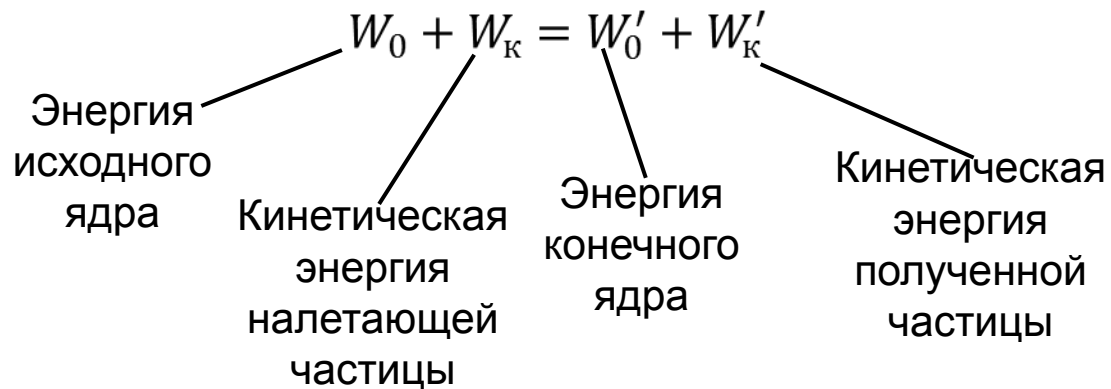 W₀ + Wк = W₀′ + Wк′
Энергия
исходного
ядра
Кинетическая
энергия
налетающей
частицы
Энергия
конечного
ядра
Кинетическая
энергия
полученной
частицы